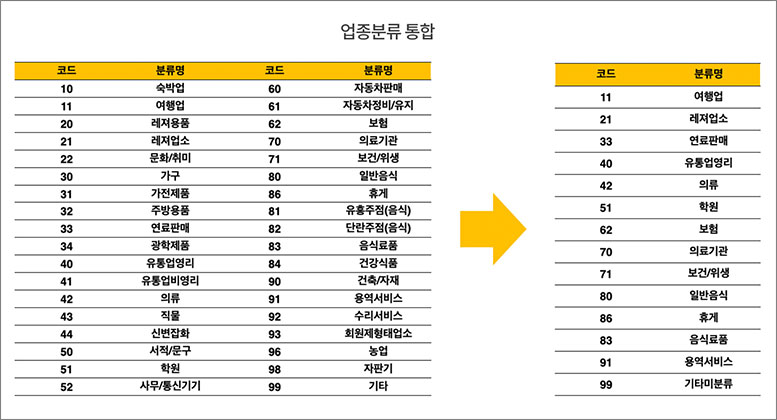 업종분류 통합
코드 분류명 코드 분류명
10 숙박업 60 자동차판매
11 여행업 61 자동차정비/유지
20 레져용품 62 보험
21 레져업소 70 의료기관
22 문화/취미 71 보건/위생
30 가구 80 일반음식
31 가전제품 86 휴게
32 주방용품 81 유흥주점(음식)
33 연료판매 82 단란주점(음식)
34 광학제품 83 음식료품
40 유통업영리 84 건강식품
41 유통업비영리 90 건축/자재
42 의류 91 용역서비스
43 직물 92 수리서비스
44 신변잡화 93 회원제형태업소
50 서적/문구 96 농업
51 학원 98 자판기
52 사무/통신기기 99 기타
코드 분류명
11 여행업
21 레져업소
33 연료판매
40 유통업영리
42 의류
51 학원
62 보험
70 의료기관
71 보건/위생
80 일반음식
86 휴게
83 음식료품
91 용역서비스
99 기타미분류